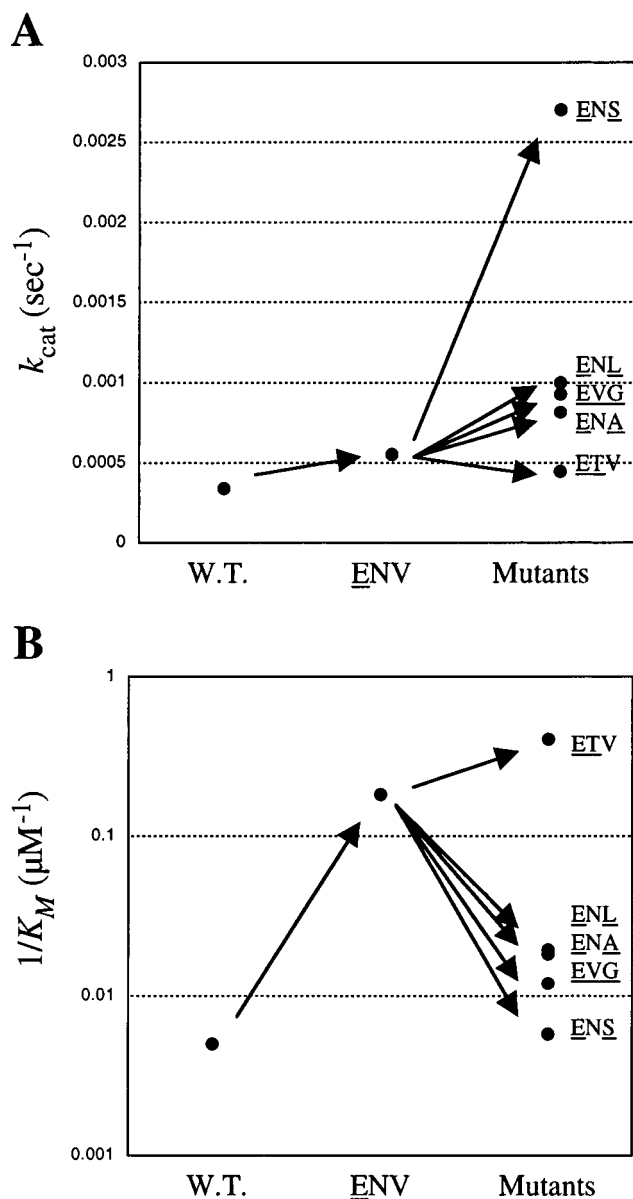 A
0.003
0.0025
0.002
0.0015
0.001
0.0005
0
kcat (sec-1)
ENS
ENL
EVG
ENA
ETV
W.T. ENV Mutants
B
1
0.1
0.01
0.001
1/KM (μM-1)
ETV
ENL
ENA
EVG
ENS
W.T. ENV Mutants